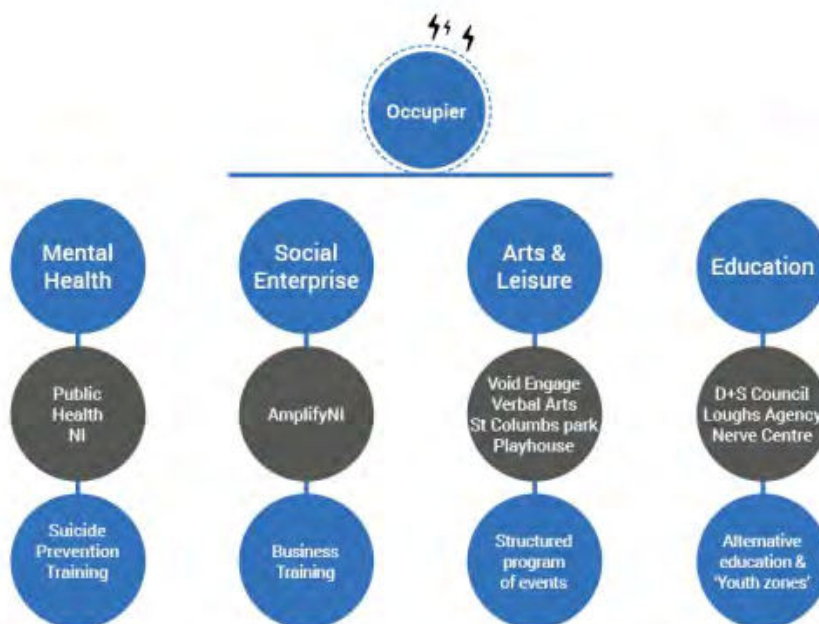 Occupier
Mental
Health
Social
Enterprise
Arts &
Leisure
Education
Public
Health
NI
AmplifyNI
Void Engage
Verbal Arts
St Columbs park
Playhouse
D+S Council
Loughs Agency
Nerve Centre
Suicide
Prevention
Training
Business
Training
Structured
program
of events
Alternative
education &
'Youth zones'